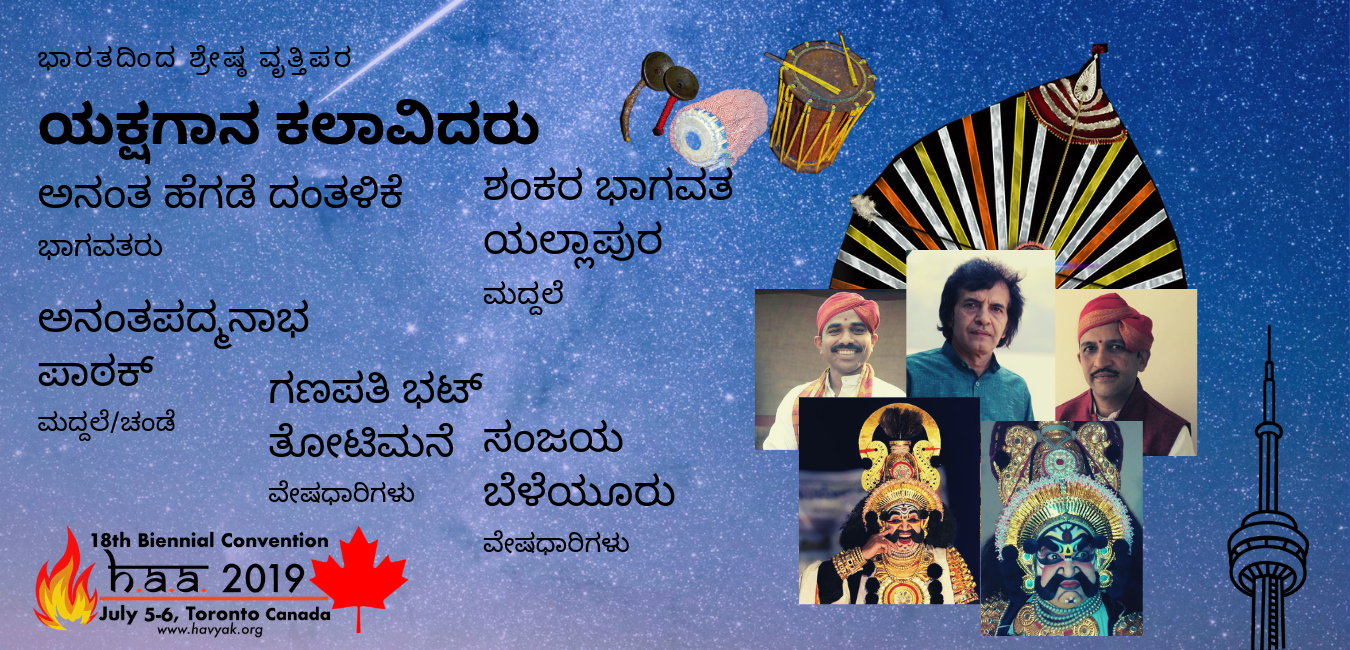 ಭಾರತದಿಂದ ಶ್ರೇಷ್ಠ ವೃತ್ತಿಪರ
ಯಕ್ಷಗಾನ ಕಲಾವಿದರು
ಅನಂತ ಹೆಗಡೆ ದಂತಳಿಕೆ
ಭಾಗವತರು
ಶಂಕರ ಭಾಗವತ
ಯಲ್ಲಾಪುರ
ಮದ್ದಲೆ
ಅನಂತಪದ್ಮನಾಭ
ಪಾಠಕ್
ಮದ್ದಲೆ/ಚಂಡೆ
ಗಣಪತಿ ಭಟ್
ತೋಟಿಮನೆ
ವೇಷಧಾರಿಗಳು
ಸಂಜಯ
ಬೆಳೆಯೂರು
ವೇಷಧಾರಿಗಳು
18th Biennial Convention
h.a.a. 2019
July 5-6, Toronto Canada
www.havyak.org